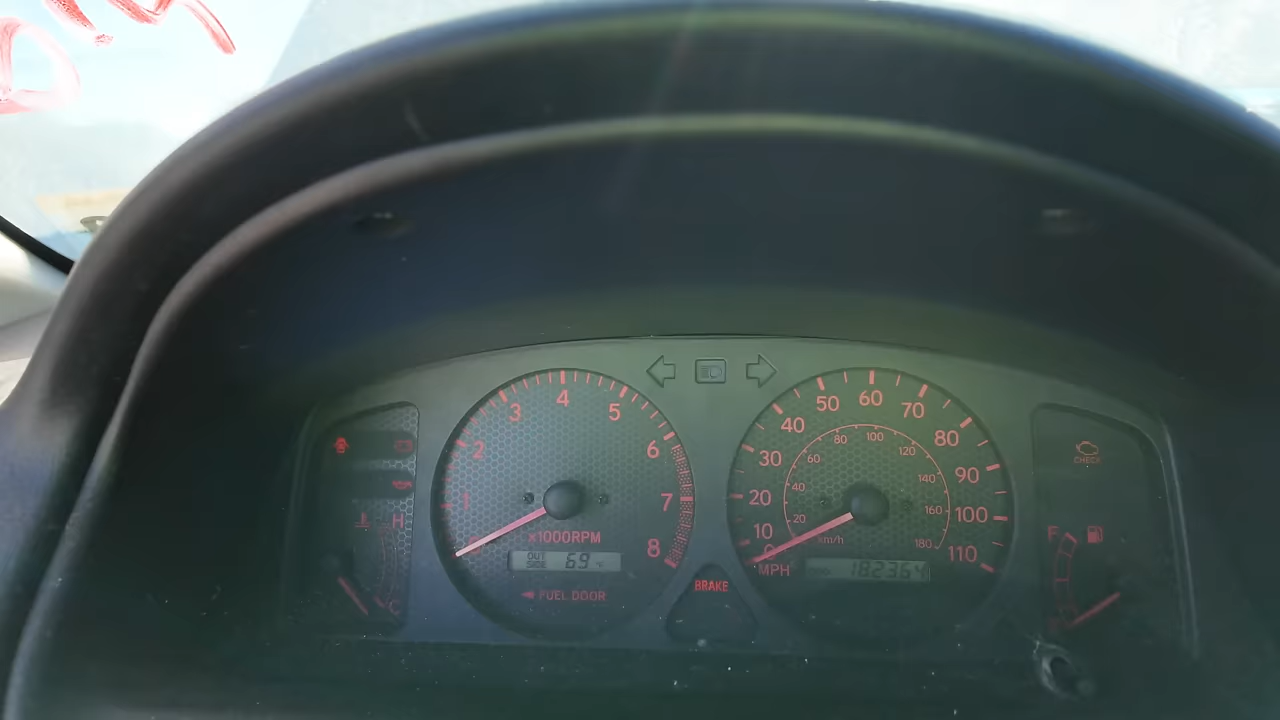 4
3 5
2 6
1 7
0 8
x1000RPM
OUT SIDE 69 °F
FUEL DOOR
BRAKE
60
50 70
40 80
30 90
20 100
10 110
0
MPH
80 100
60 120
40 140
20 160
km/h 180
182364
H
C
CHECK
F